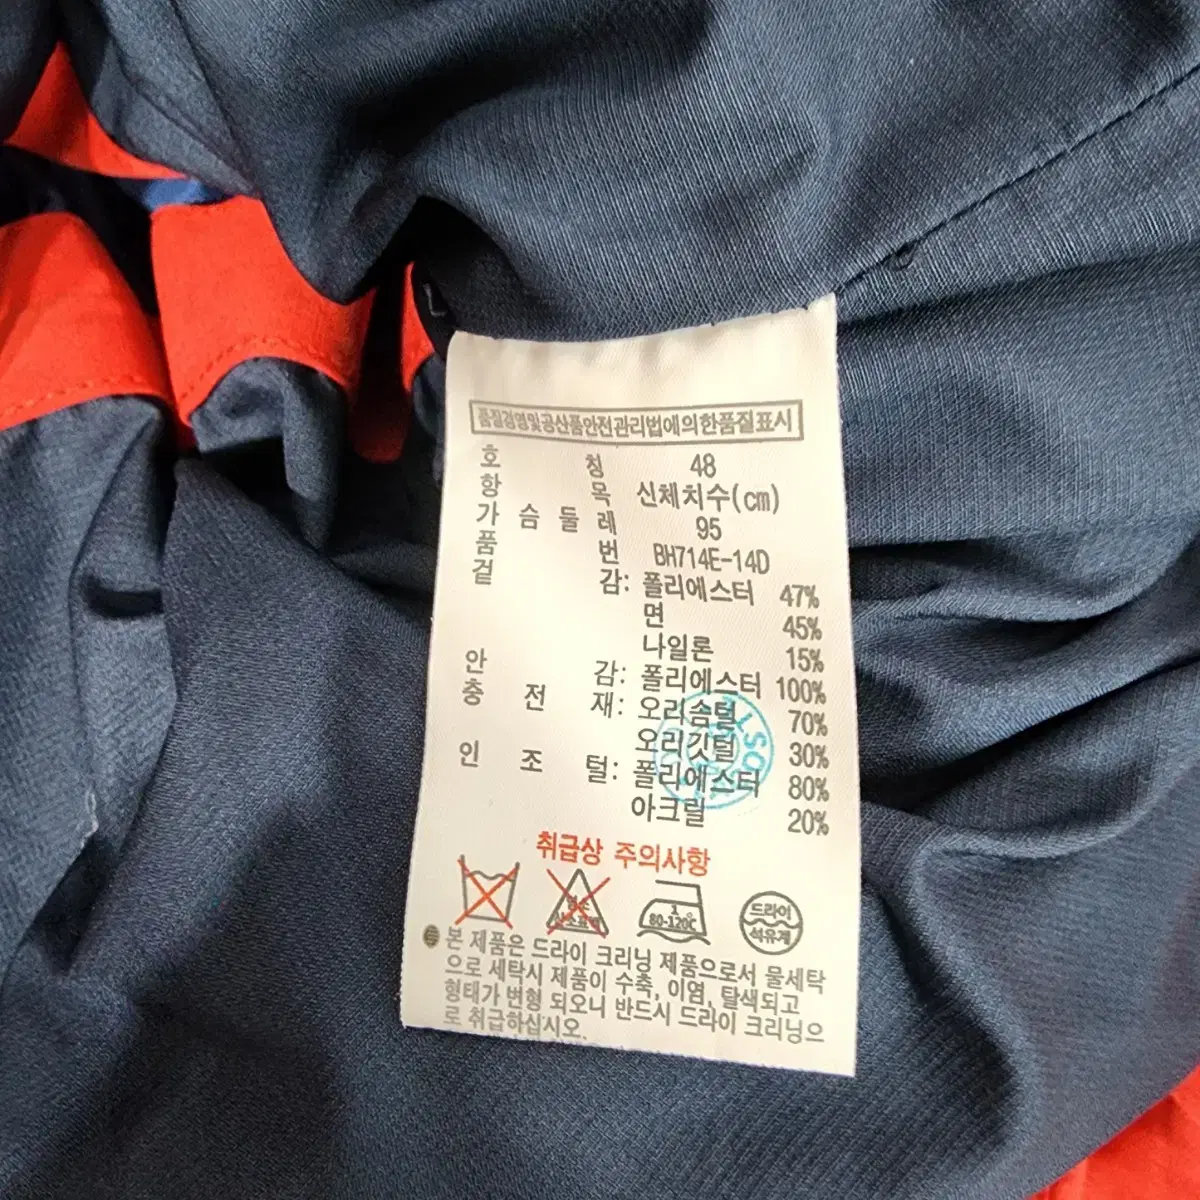 품질경영및공산품안전관리법에의한품질표시
호 칭 48
항 목 신체치수(cm)
가 슴 둘 레 95
품 번 BH714E-14D
겉 감: 폴리에스터 47%
면 45%
나일론 15%
안 감: 폴리에스터 100%
충 전 재: 오리솜털 70%
오리깃털 30%
인 조 털: 폴리에스터 80%
아크릴 20%
취급상 주의사항
염소
산소표백
1
80-120℃
드라이
석유계
본 제품은 드라이 크리닝 제품으로서 물세탁
으로 세탁시 제품이 수축, 이염, 탈색되고
형태가 변형 되오니 반드시 드라이 크리닝으
로 취급하십시오.